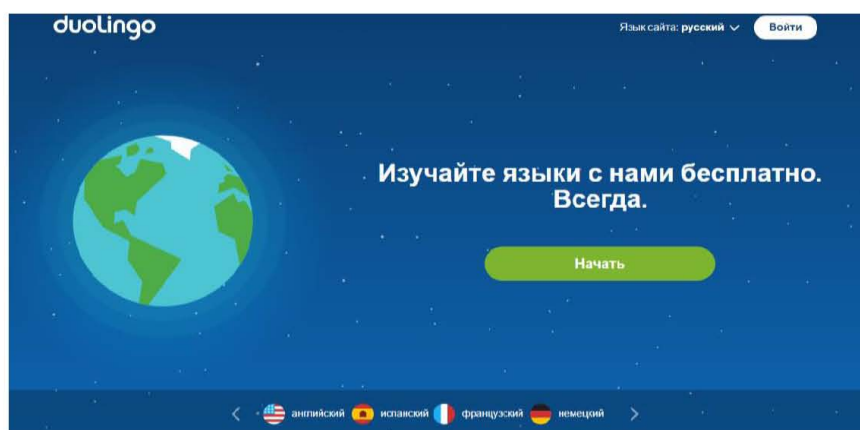 duolingo
Язык сайта: русский
Войти
Изучайте языки с нами бесплатно.
Всегда.
Начать
английский испанский французский немецкий